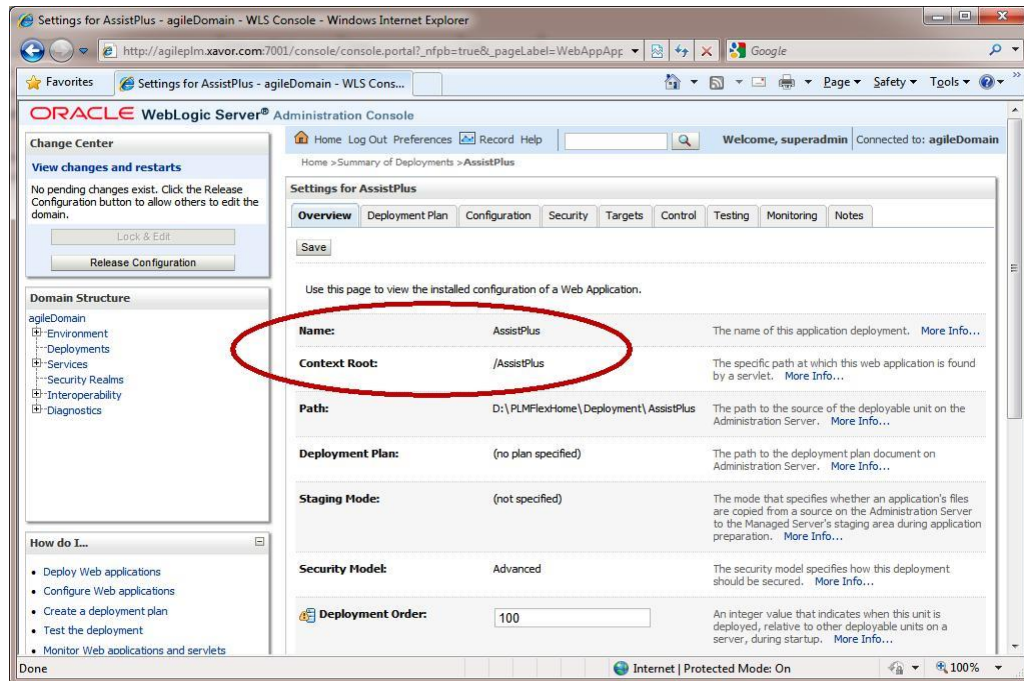 Settings for AssistPlus - agileDomain - WLS Console - Windows Internet Explorer
http://agileplm.xavor.com:7001/console/console.portal?_nfpb=true&_pageLabel=WebAppApp
Google
Favorites
Settings for AssistPlus - agileDomain - WLS Cons...
Page
Safety
Tools
ORACLE WebLogic Server® Administration Console
Change Center
View changes and restarts
No pending changes exist. Click the Release
Configuration button to allow others to edit the
domain.
Lock & Edit
Release Configuration
Domain Structure
agileDomain
Environment
Deployments
Services
Security Realms
Interoperability
Diagnostics
How do I...
Deploy Web applications
Configure Web applications
Create a deployment plan
Test the deployment
Monitor Web applications and servlets
Home Log Out Preferences Record Help
Welcome, superadmin Connected to: agileDomain
Home >Summary of Deployments >AssistPlus
Settings for AssistPlus
Overview Deployment Plan Configuration Security Targets Control Testing Monitoring Notes
Save
Use this page to view the installed configuration of a Web Application.
Name: AssistPlus The name of this application deployment. More Info...
Context Root: /AssistPlus The specific path at which this web application is found
by a servlet. More Info...
Path: D:\PLMFlexHome\Deployment\AssistPlus The path to the source of the deployable unit on the
Administration Server. More Info...
Deployment Plan: (no plan specified) The path to the deployment plan document on
Administration Server. More Info...
Staging Mode: (not specified) The mode that specifies whether an application's files
are copied from a source on the Administration Server
to the Managed Server's staging area during application
preparation. More Info...
Security Model: Advanced The security model specifies how this deployment
should be secured. More Info...
Deployment Order: 100 An integer value that indicates when this unit is
deployed, relative to other deployable units on a
server, during startup. More Info...
Done
Internet | Protected Mode: On
100%